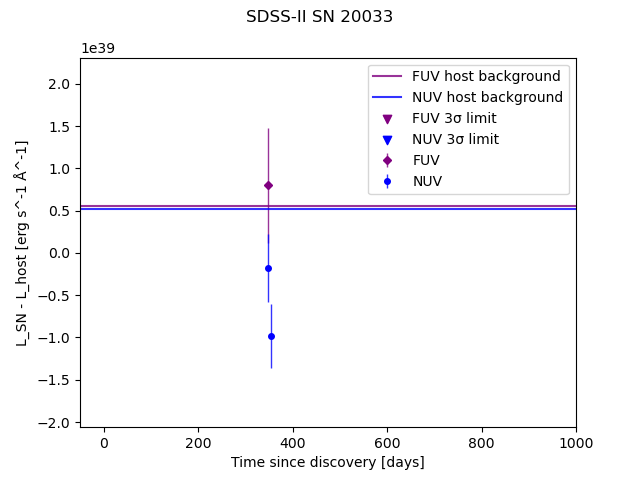 SDSS-II SN 20033
1e39
FUV host background
NUV host background
FUV 3σ limit
NUV 3σ limit
FUV
NUV
L_SN - L_host [erg s^-1 Å^-1]
2.0
1.5
1.0
0.5
0.0
−0.5
−1.0
−1.5
−2.0
0 200 400 600 800 1000
Time since discovery [days]